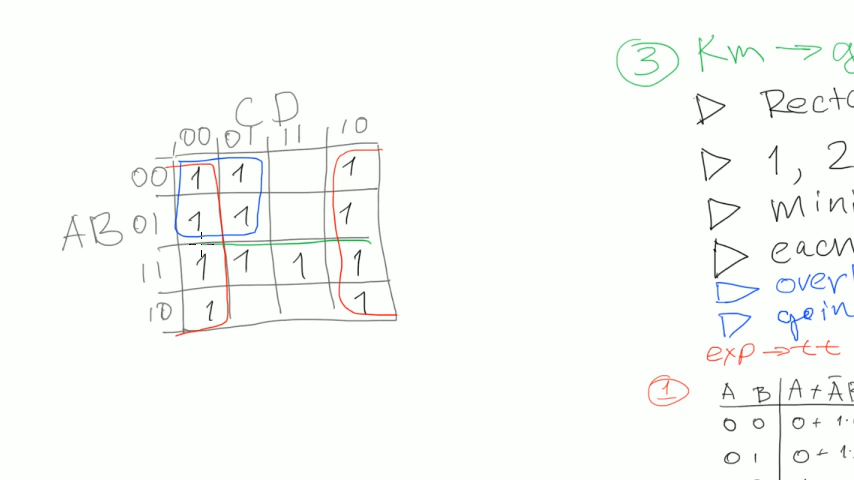 CD
00 01 11 10
00 1 1 1
AB 01 1 1 1
11 1 1 1 1
10 1 1
③ Km → g
▷ Recta
▷ 1, 2
▷ mini
▷ each
▷ over
▷ goin
exp → tt
① A B | A + ĀB
0 0 | 0 + 1·
0 1 | 0 + 1·